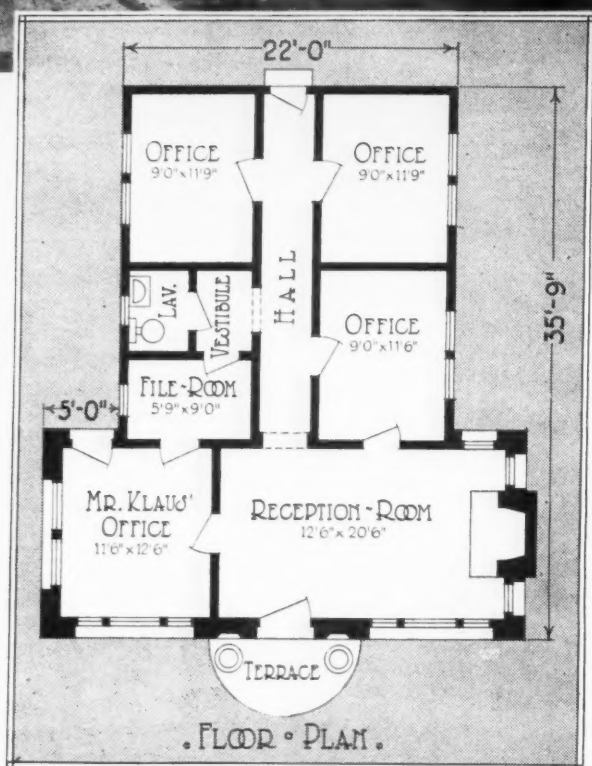 22'-0"
OFFICE
9'0"x11'9"
OFFICE
9'0"x11'9"
HALL
35'-9"
LAV.
VESTIBULE
OFFICE
9'0"x11'6"
FILE-ROOM
5'9"x9'0"
5'-0"
MR. KLAUS'
OFFICE
11'6"x12'6"
RECEPTION-ROOM
12'6"x20'6"
TERRACE
. FLOOR ° PLAN .